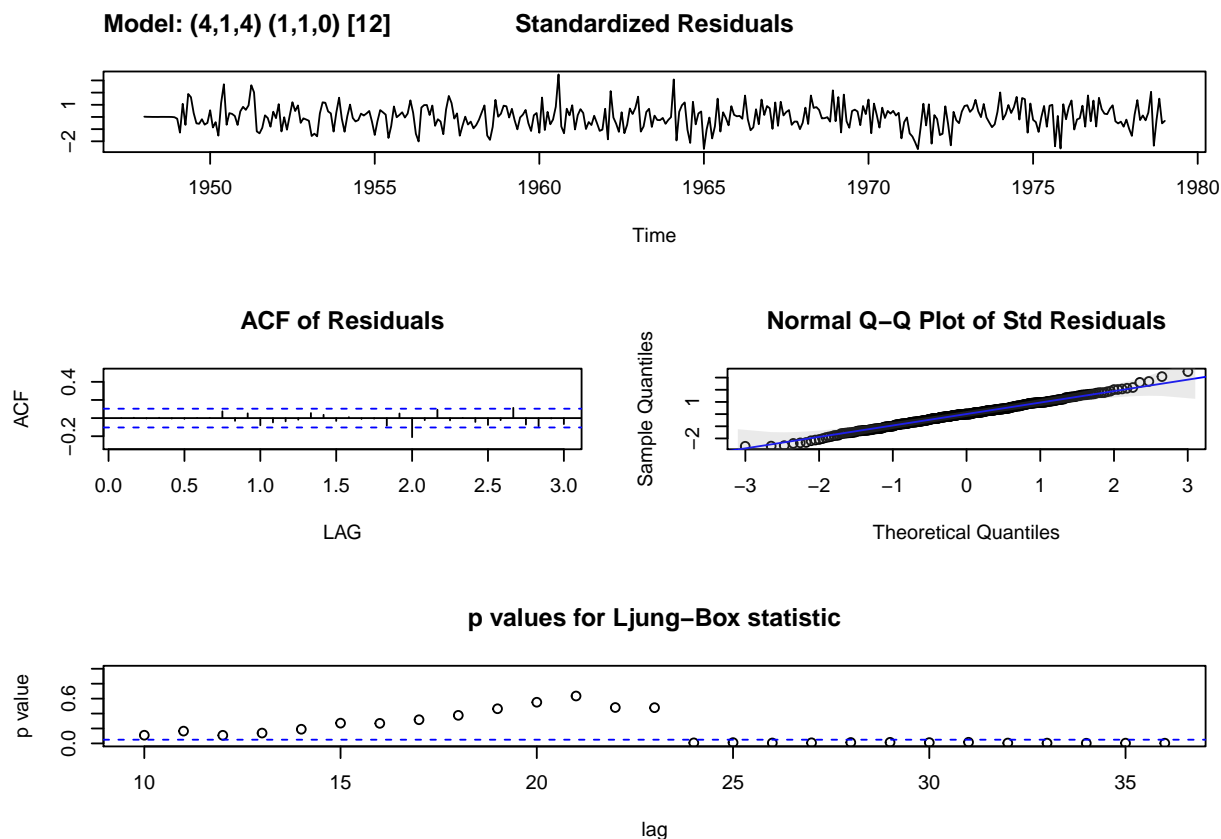 Model: (4,1,4) (1,1,0) [12] Standardized Residuals
1
−2
1950 1955 1960 1965 1970 1975 1980
Time
ACF of Residuals
ACF
0.4
−0.2
0.0 0.5 1.0 1.5 2.0 2.5 3.0
LAG
Normal Q−Q Plot of Std Residuals
Sample Quantiles
1
−2
−3 −2 −1 0 1 2 3
Theoretical Quantiles
p values for Ljung−Box statistic
p value
0.6
0.0
10 15 20 25 30 35
lag